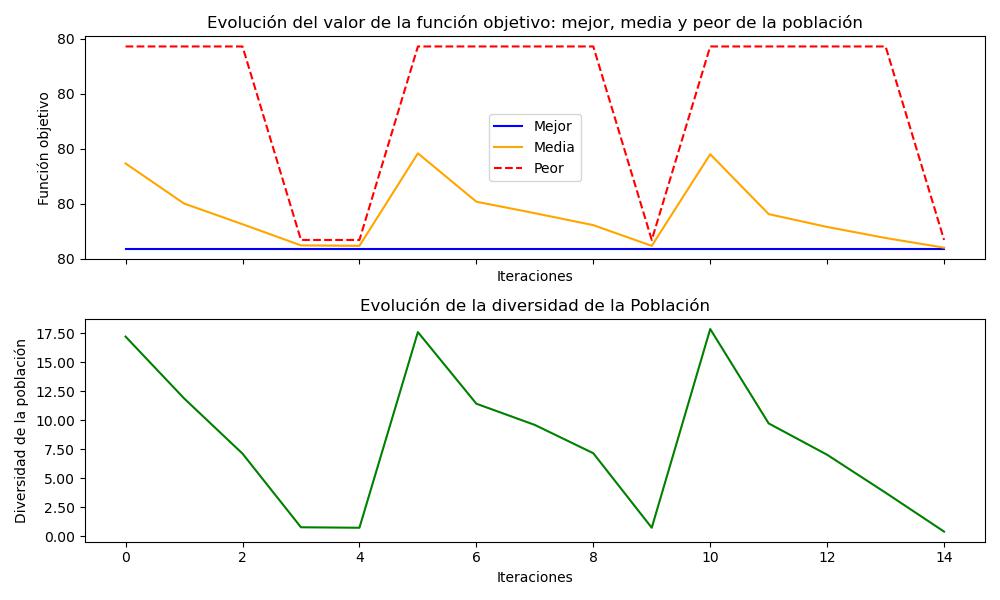 Evolución del valor de la función objetivo: mejor, media y peor de la población
80
80
80
80
80
Función objetivo
Mejor
Media
Peor
Iteraciones
Evolución de la diversidad de la Población
17.50
15.00
12.50
10.00
7.50
5.00
2.50
0.00
Diversidad de la población
0 2 4 6 8 10 12 14
Iteraciones